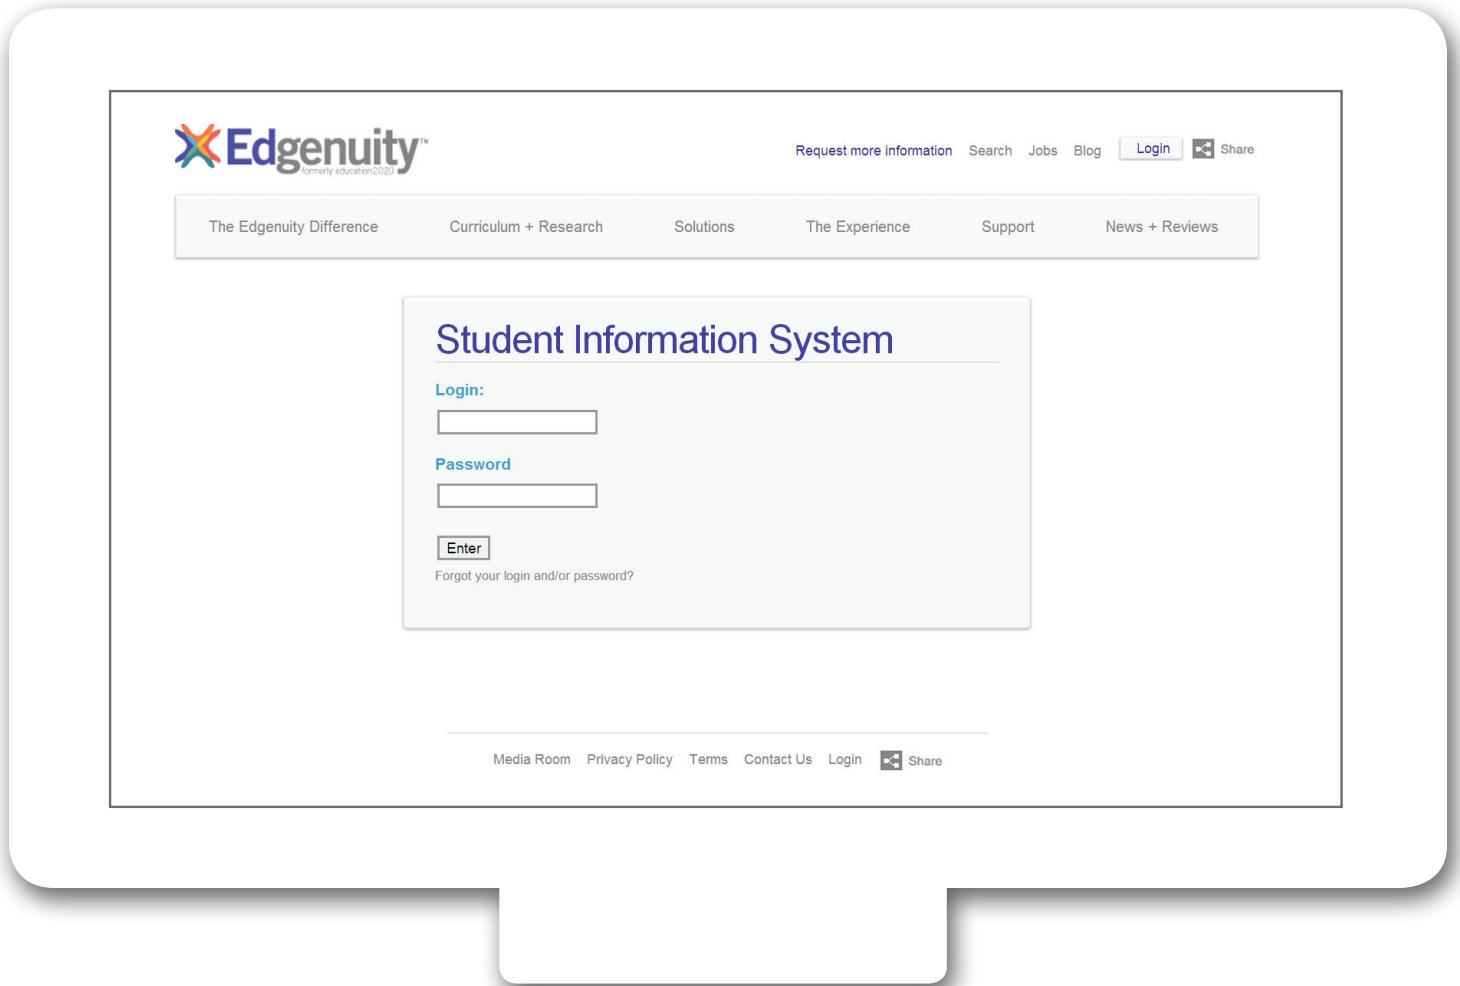 Edgenuity™
formerly education2020
Request more information Search Jobs Blog Login Share
The Edgenuity Difference Curriculum + Research Solutions The Experience Support News + Reviews
Student Information System
Login:
Password
Enter
Forgot your login and/or password?
Media Room Privacy Policy Terms Contact Us Login Share